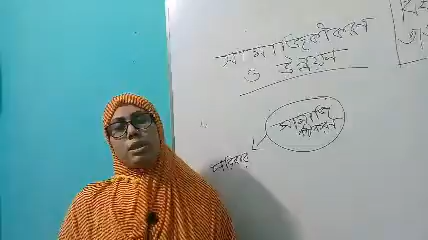 সামাজিকীকরণ
ও উন্নয়ন
সামাজি
কীকরণ
পরিবার